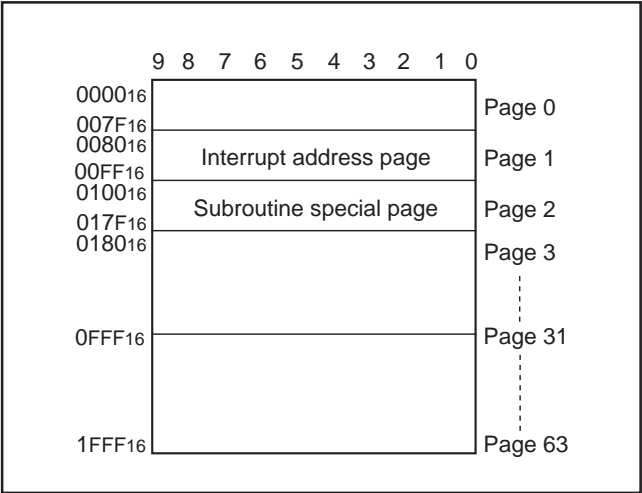 9 8 7 6 5 4 3 2 1 0
000016
Page 0
007F16
008016
Interrupt address page
Page 1
00FF16
010016
Subroutine special page
Page 2
017F16
018016
Page 3
0FFF16
Page 31
1FFF16
Page 63